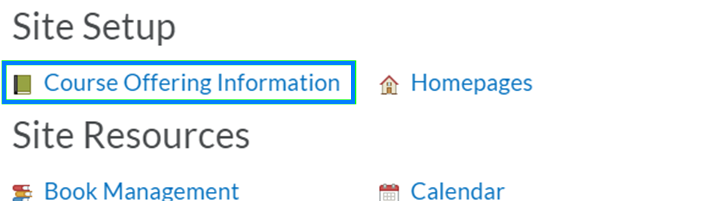 Site Setup
Course Offering Information Homepages
Site Resources
Book Management Calendar